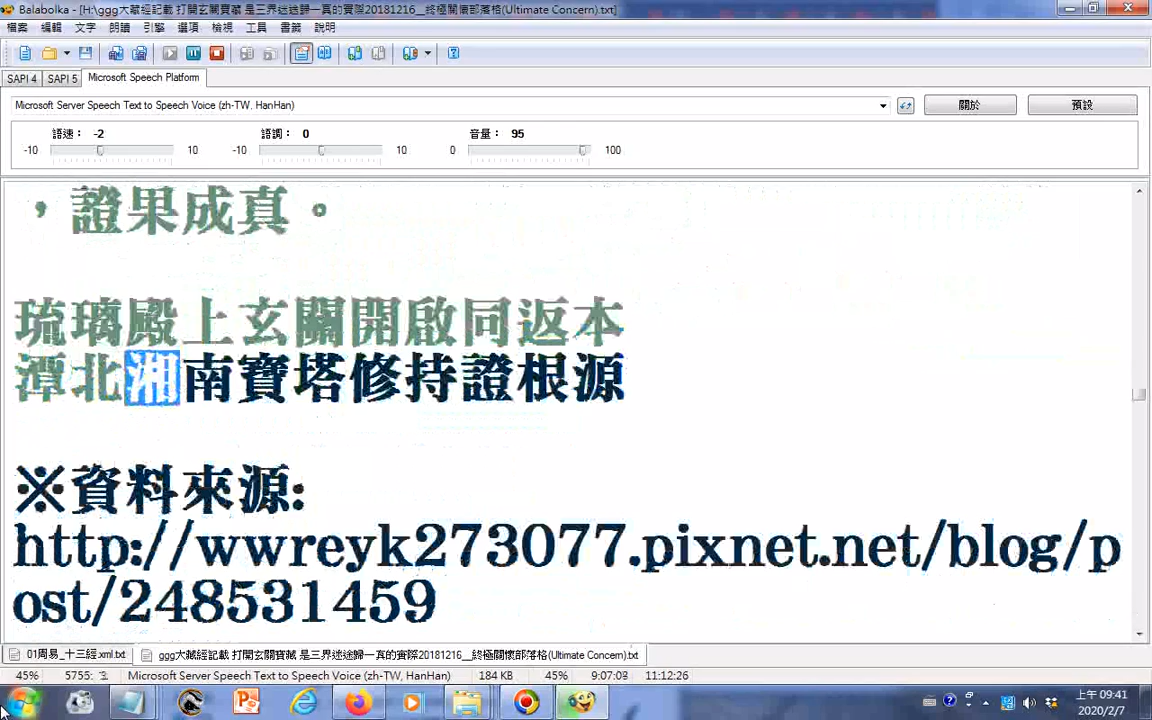 Balabolka - [H:\ggg大藏經記載 打開玄關寶藏 是三界迷途歸一真的實際20181216__終極關懷部落格(Ultimate Concern).txt]
檔案 編輯 文字 朗讀 引擎 選項 檢視 工具 書籤 說明
SAPI 4 SAPI 5 Microsoft Speech Platform
Microsoft Server Speech Text to Speech Voice (zh-TW, HanHan) 關於 預設
語速： -2 語調： 0 音量： 95
-10 10 -10 10 0 100
，證果成真。
琉璃殿上玄關開啟同返本
潭北湘南寶塔修持證根源
※資料來源:
http://wwreyk273077.pixnet.net/blog/p
ost/248531459
01周易_十三經.xml.txt ggg大藏經記載 打開玄關寶藏 是三界迷途歸一真的實際20181216__終極關懷部落格(Ultimate Concern).txt
45% 5755: Microsoft Server Speech Text to Speech Voice (zh-TW, HanHan) 184 KB 45% 11:12:26
上午 09:41
2020/2/7